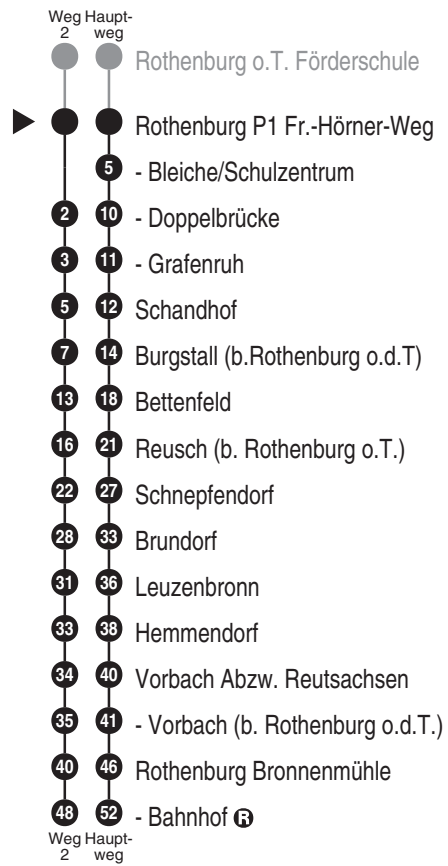 Weg Haupt-
2 weg
Rothenburg o.T. Förderschule
Rothenburg P1 Fr.-Hörner-Weg
5 - Bleiche/Schulzentrum
2 10 - Doppelbrücke
3 11 - Grafenruh
5 12 Schandhof
7 14 Burgstall (b.Rothenburg o.d.T)
13 18 Bettenfeld
16 21 Reusch (b. Rothenburg o.T.)
22 27 Schnepfendorf
28 33 Brundorf
31 36 Leuzenbronn
33 38 Hemmendorf
34 40 Vorbach Abzw. Reutsachsen
35 41 - Vorbach (b. Rothenburg o.d.T.)
40 46 Rothenburg Bronnenmühle
48 52 - Bahnhof R
Weg Haupt-
2 weg